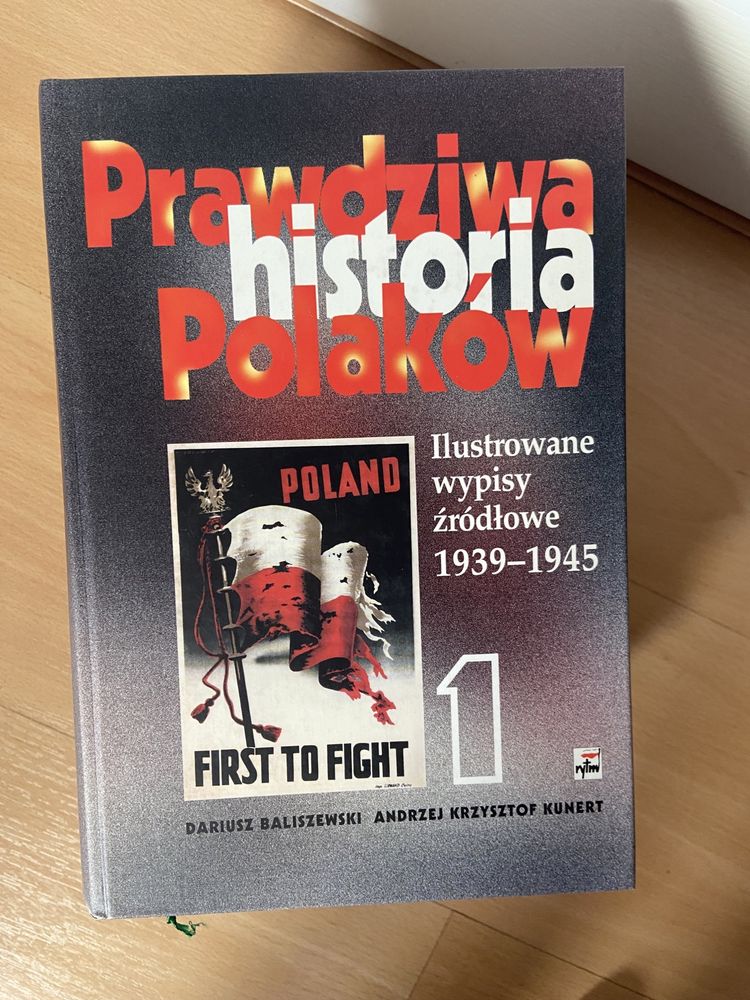 Prawdziwa
historia
Polaków
Ilustrowane
wypisy
źródłowe
1939–1945
POLAND
FIRST TO FIGHT
1
rytm
DARIUSZ BALISZEWSKI ANDRZEJ KRZYSZTOF KUNERT